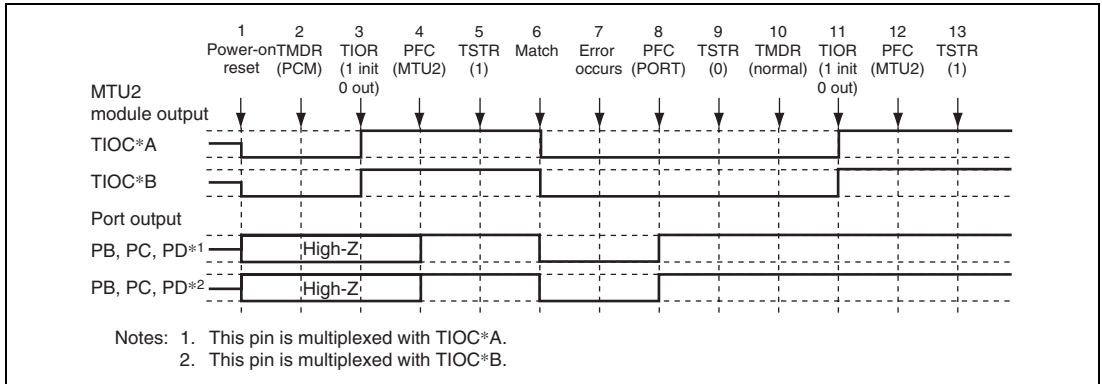 1 2 3 4 5 6 7 8 9 10 11 12 13
Power-on TMDR TIOR PFC TSTR Match Error PFC TSTR TMDR TIOR PFC TSTR
reset (PCM) (1 init (MTU2) (1) occurs (PORT) (0) (normal) (1 init (MTU2) (1)
0 out) 0 out)
MTU2
module output
TIOC*A
TIOC*B
Port output
PB, PC, PD*1 High-Z
PB, PC, PD*2 High-Z
Notes: 1. This pin is multiplexed with TIOC*A.
2. This pin is multiplexed with TIOC*B.